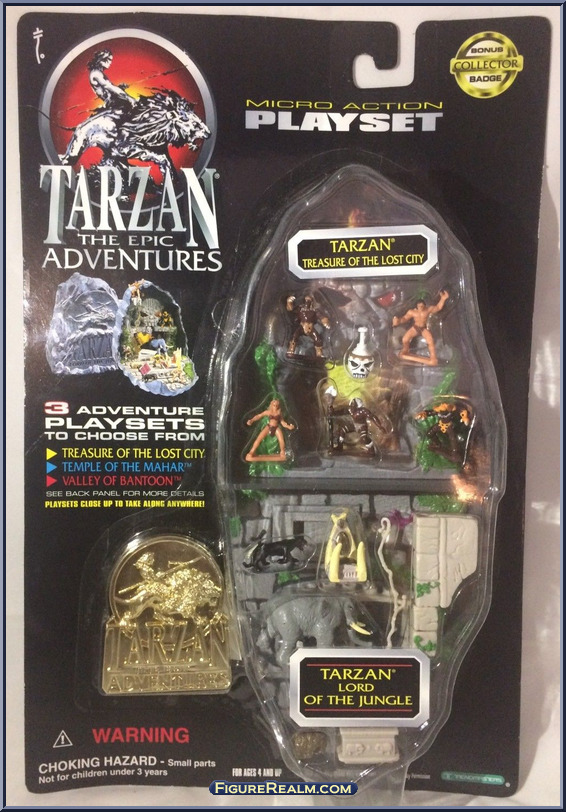 BONUS
COLLECTOR
BADGE
MICRO ACTION
PLAYSET
TARZAN®
THE EPIC
ADVENTURES
TARZAN®
TREASURE OF THE LOST CITY
3 ADVENTURE
PLAYSETS
TO CHOOSE FROM
TREASURE OF THE LOST CITY
TEMPLE OF THE MAHAR™
VALLEY OF BANTOON™
SEE BACK PANEL FOR MORE DETAILS
PLAYSETS CLOSE UP TO TAKE ALONG ANYWHERE!
TARZAN
ADVENTURES
TARZAN®
LORD
OF THE JUNGLE
WARNING
CHOKING HAZARD - Small parts
Not for children under 3 years
FOR AGES 4 AND UP
FIGUREREALM.COM